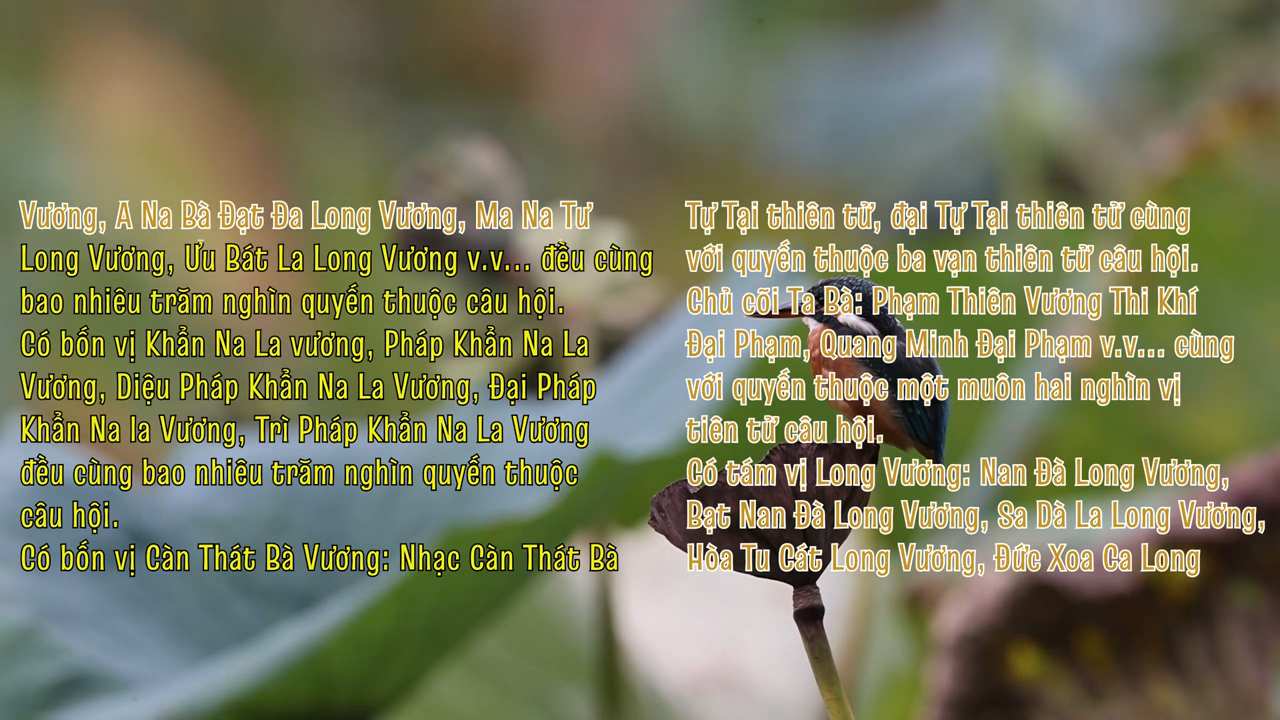 Vương, A Na Bà Đạt Đa Long Vương, Ma Na Tư
Long Vương, Ưu Bát La Long Vương v.v... đều cùng
bao nhiêu trăm nghìn quyến thuộc câu hội.
Có bốn vị Khẩn Na La vương, Pháp Khẩn Na La
Vương, Diệu Pháp Khẩn Na La Vương, Đại Pháp
Khẩn Na la Vương, Trì Pháp Khẩn Na La Vương
đều cùng bao nhiêu trăm nghìn quyến thuộc
câu hội.
Có bốn vị Càn Thát Bà Vương: Nhạc Càn Thát Bà
Tự Tại thiên tử, đại Tự Tại thiên tử cùng
với quyến thuộc ba vạn thiên tử câu hội.
Chủ cõi Ta Bà: Phạm Thiên Vương Thi Khí
Đại Phạm, Quang Minh Đại Phạm v.v... cùng
với quyến thuộc một muôn hai nghìn vị
tiên tử câu hội.
Có tám vị Long Vương: Nan Đà Long Vương,
Bạt Nan Đà Long Vương, Sa Dà La Long Vương,
Hòa Tu Cát Long Vương, Đức Xoa Ca Long